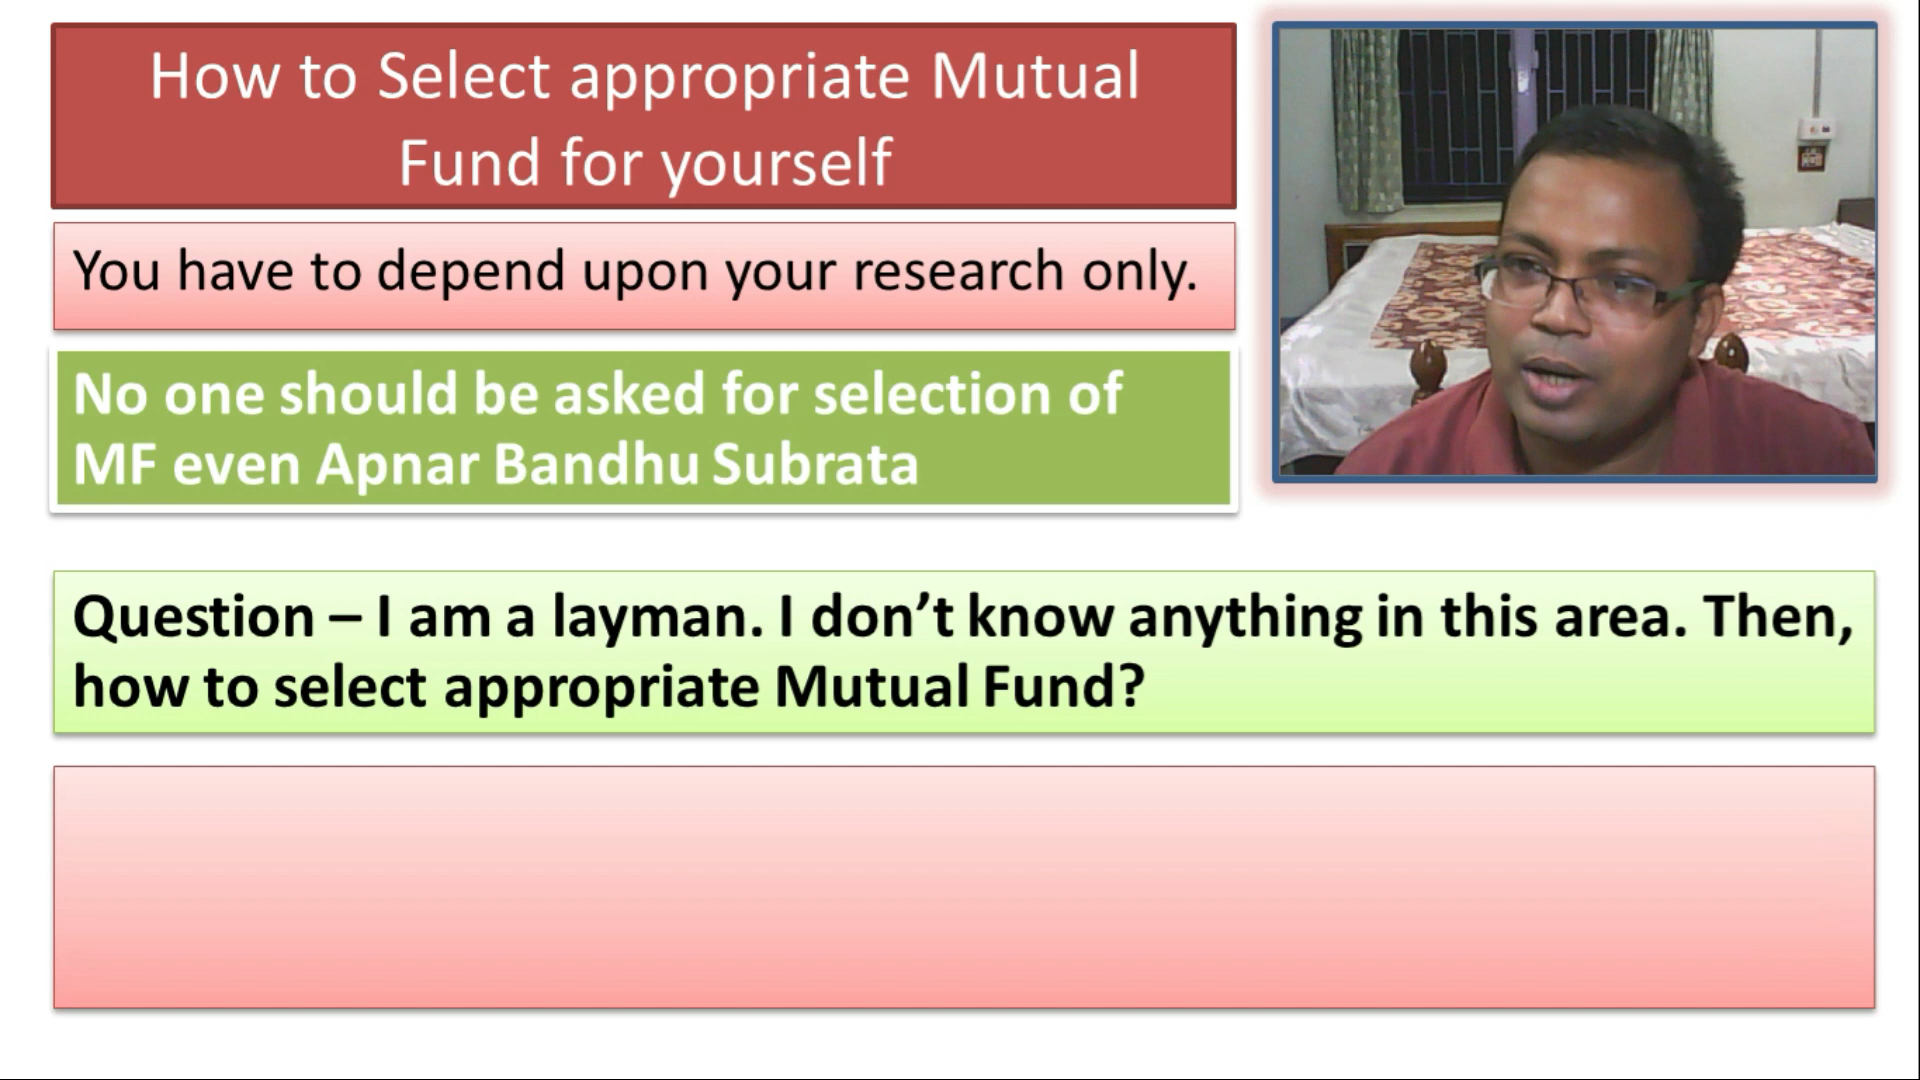 How to Select appropriate Mutual
Fund for yourself
You have to depend upon your research only.
No one should be asked for selection of
MF even Apnar Bandhu Subrata
Question – I am a layman. I don’t know anything in this area. Then,
how to select appropriate Mutual Fund?